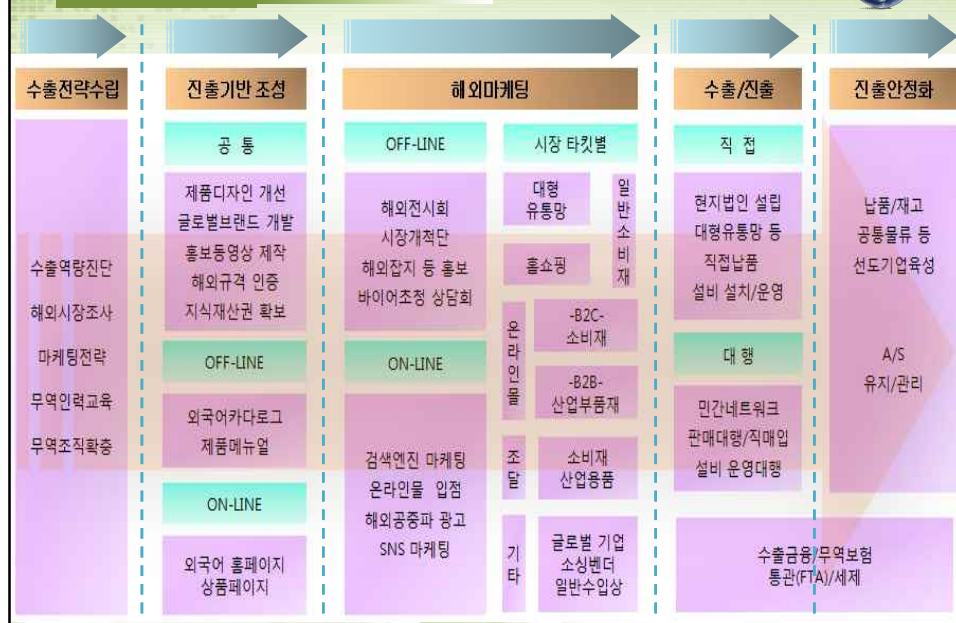 수출전략수립
수출역량진단
해외시장조사
마케팅전략
무역인력교육
무역조직확충
진출기반 조성
공 통
제품디자인 개선
글로벌브랜드 개발
홍보동영상 제작
해외규격 인증
지식재산권 확보
OFF-LINE
외국어카다로그
제품메뉴얼
ON-LINE
외국어 홈페이지
상품페이지
해외마케팅
OFF-LINE
해외전시회
시장개척단
해외잡지 등 홍보
바이어초청 상담회
ON-LINE
검색엔진 마케팅
온라인몰 입점
해외공중파 광고
SNS 마케팅
시장 타킷별
대형
유통망
홈쇼핑
일
반
소
비
재
온
라
인
몰
-B2C-
소비재
-B2B-
산업부품재
조
달
소비재
산업용품
기
타
글로벌 기업
소싱벤더
일반수입상
수출/진출
직 접
현지법인 설립
대형유통망 등
직접납품
설비 설치/운영
대 행
민간네트워크
판매대행/직매입
설비 운영대행
진출안정화
납품/재고
공통물류 등
선도기업육성
A/S
유지/관리
수출금융/무역보험
통관(FTA)/세제